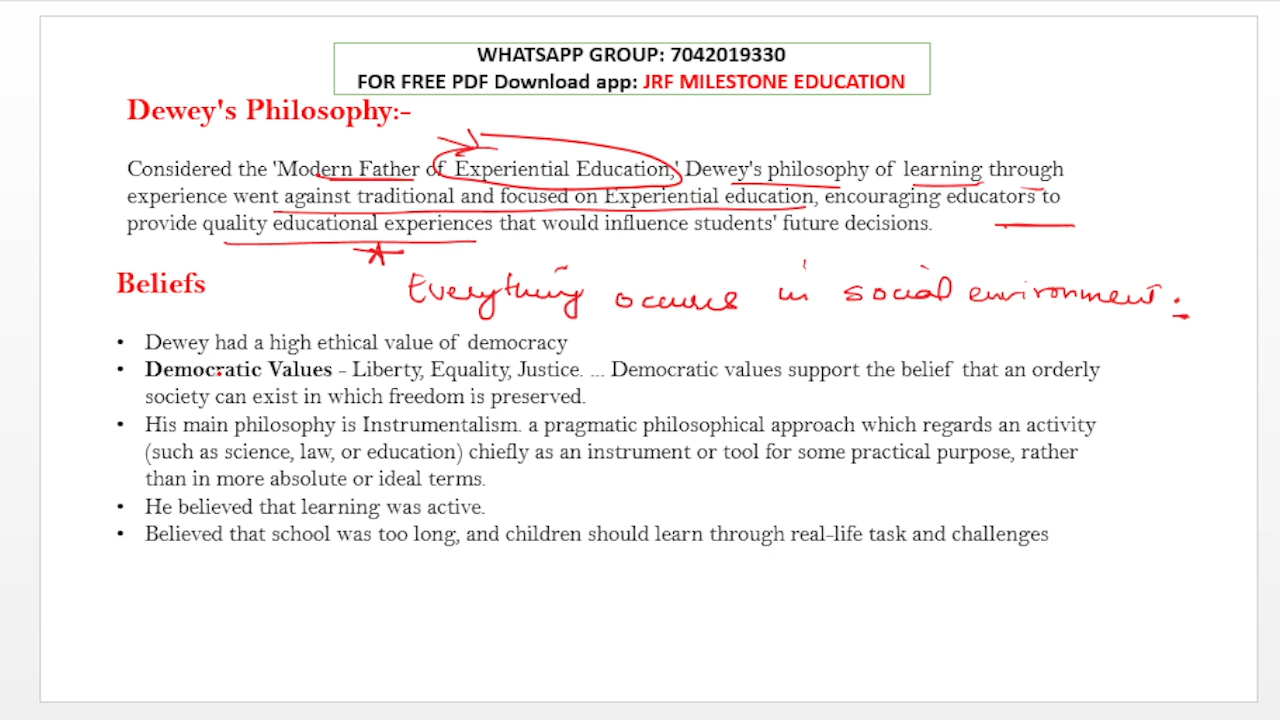 WHATSAPP GROUP: 7042019330
FOR FREE PDF Download app: JRF MILESTONE EDUCATION
Dewey's Philosophy:-
Considered the 'Modern Father of Experiential Education,' Dewey's philosophy of learning through
experience went against traditional and focused on Experiential education, encouraging educators to
provide quality educational experiences that would influence students' future decisions.
Beliefs
Everything occurs in social environment.
• Dewey had a high ethical value of democracy
• Democratic Values - Liberty, Equality, Justice. ... Democratic values support the belief that an orderly
society can exist in which freedom is preserved.
• His main philosophy is Instrumentalism. a pragmatic philosophical approach which regards an activity
(such as science, law, or education) chiefly as an instrument or tool for some practical purpose, rather
than in more absolute or ideal terms.
• He believed that learning was active.
• Believed that school was too long, and children should learn through real-life task and challenges